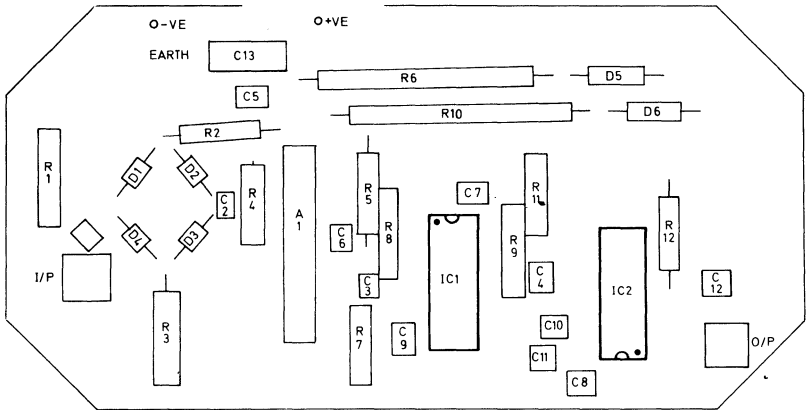 O-VE
O+VE
EARTH
C13
R6
D5
C5
R10
D6
R2
R1
D1
D2
C2
R4
A1
R5
R8
C7
R11
R9
R12
D4
D3
C6
C3
I/P
IC1
C4
IC2
C12
R3
R7
C9
C10
C11
C8
O/P